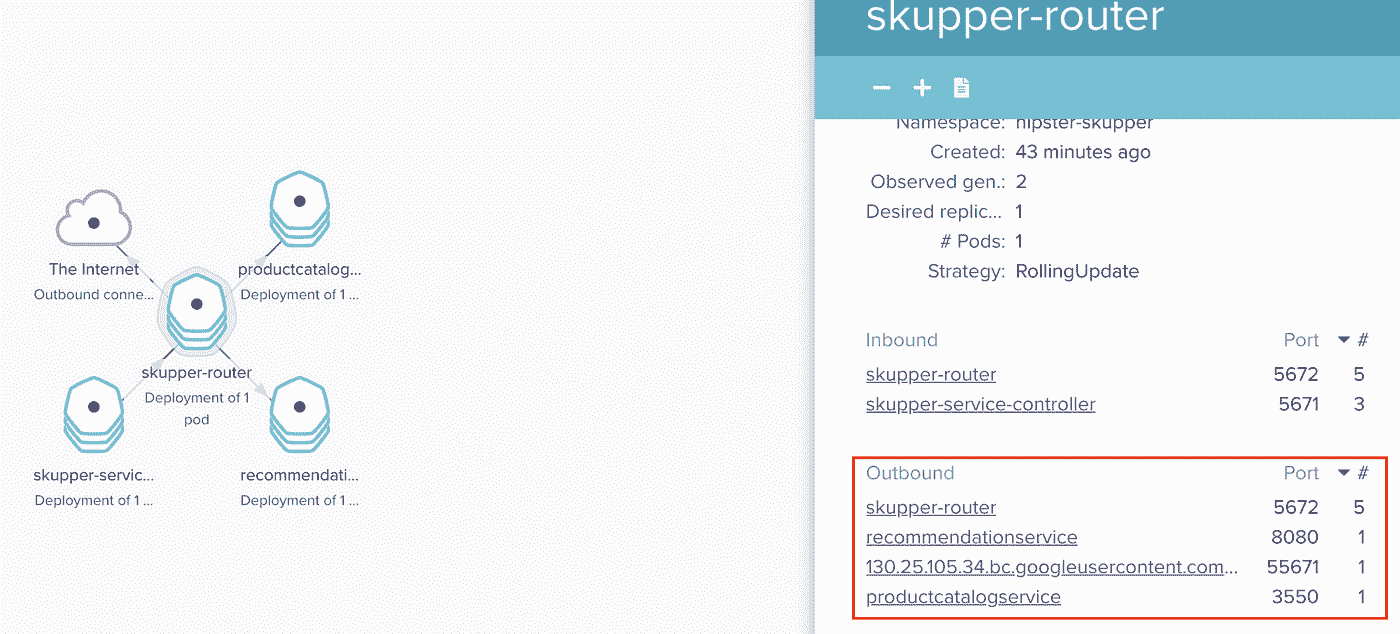 The Internet
Outbound conne...
productcatalog...
Deployment of 1 ...
skupper-router
Deployment of 1
pod
skupper-servic...
Deployment of 1 ...
recommendati...
Deployment of 1 ...
skupper-router
Namespace: hipster-skupper
Created: 43 minutes ago
Observed gen.: 2
Desired replic... 1
# Pods: 1
Strategy: RollingUpdate
Inbound Port #
skupper-router 5672 5
skupper-service-controller 5671 3
Outbound Port #
skupper-router 5672 5
recommendationservice 8080 1
130.25.105.34.bc.googleusercontent.com... 55671 1
productcatalogservice 3550 1